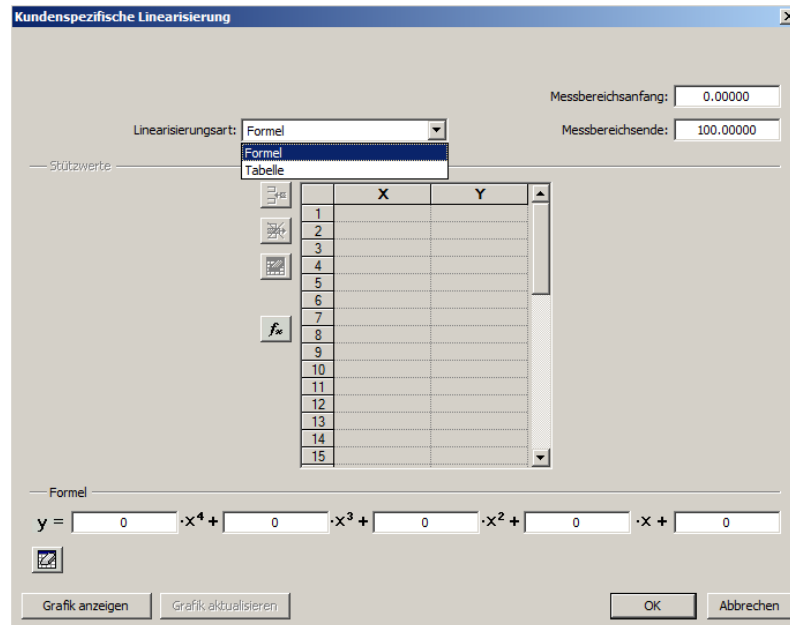 Kundenspezifische Linearisierung
Messbereichsanfang: 0.00000
Linearisierungsart: Formel
Messbereichsende: 100.00000
Formel
Tabelle
Stützwerte
X Y
1
2
3
4
5
6
7
8
9
10
11
12
13
14
15
fx
Formel
y = 0 ·x⁴ + 0 ·x³ + 0 ·x² + 0 ·x + 0
Grafik anzeigen
Grafik aktualisieren
OK
Abbrechen